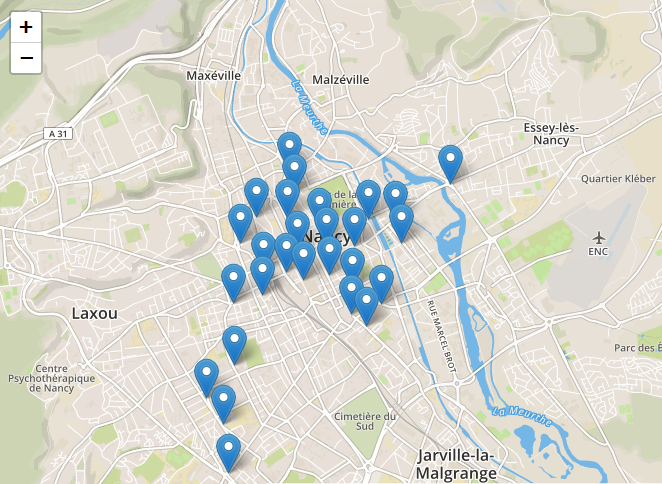 +
−
Maxéville
Malzéville
La Meurthe
A 31
Essey-lès-
Nancy
Quartier Kléber
de la
Nancy
ENC
Laxou
RUE MARCEL BROT
Parc des
Centre
Psychothérapique
de Nancy
La Meurthe
Cimetière du
Sud
Jarville-la-
Malgrange